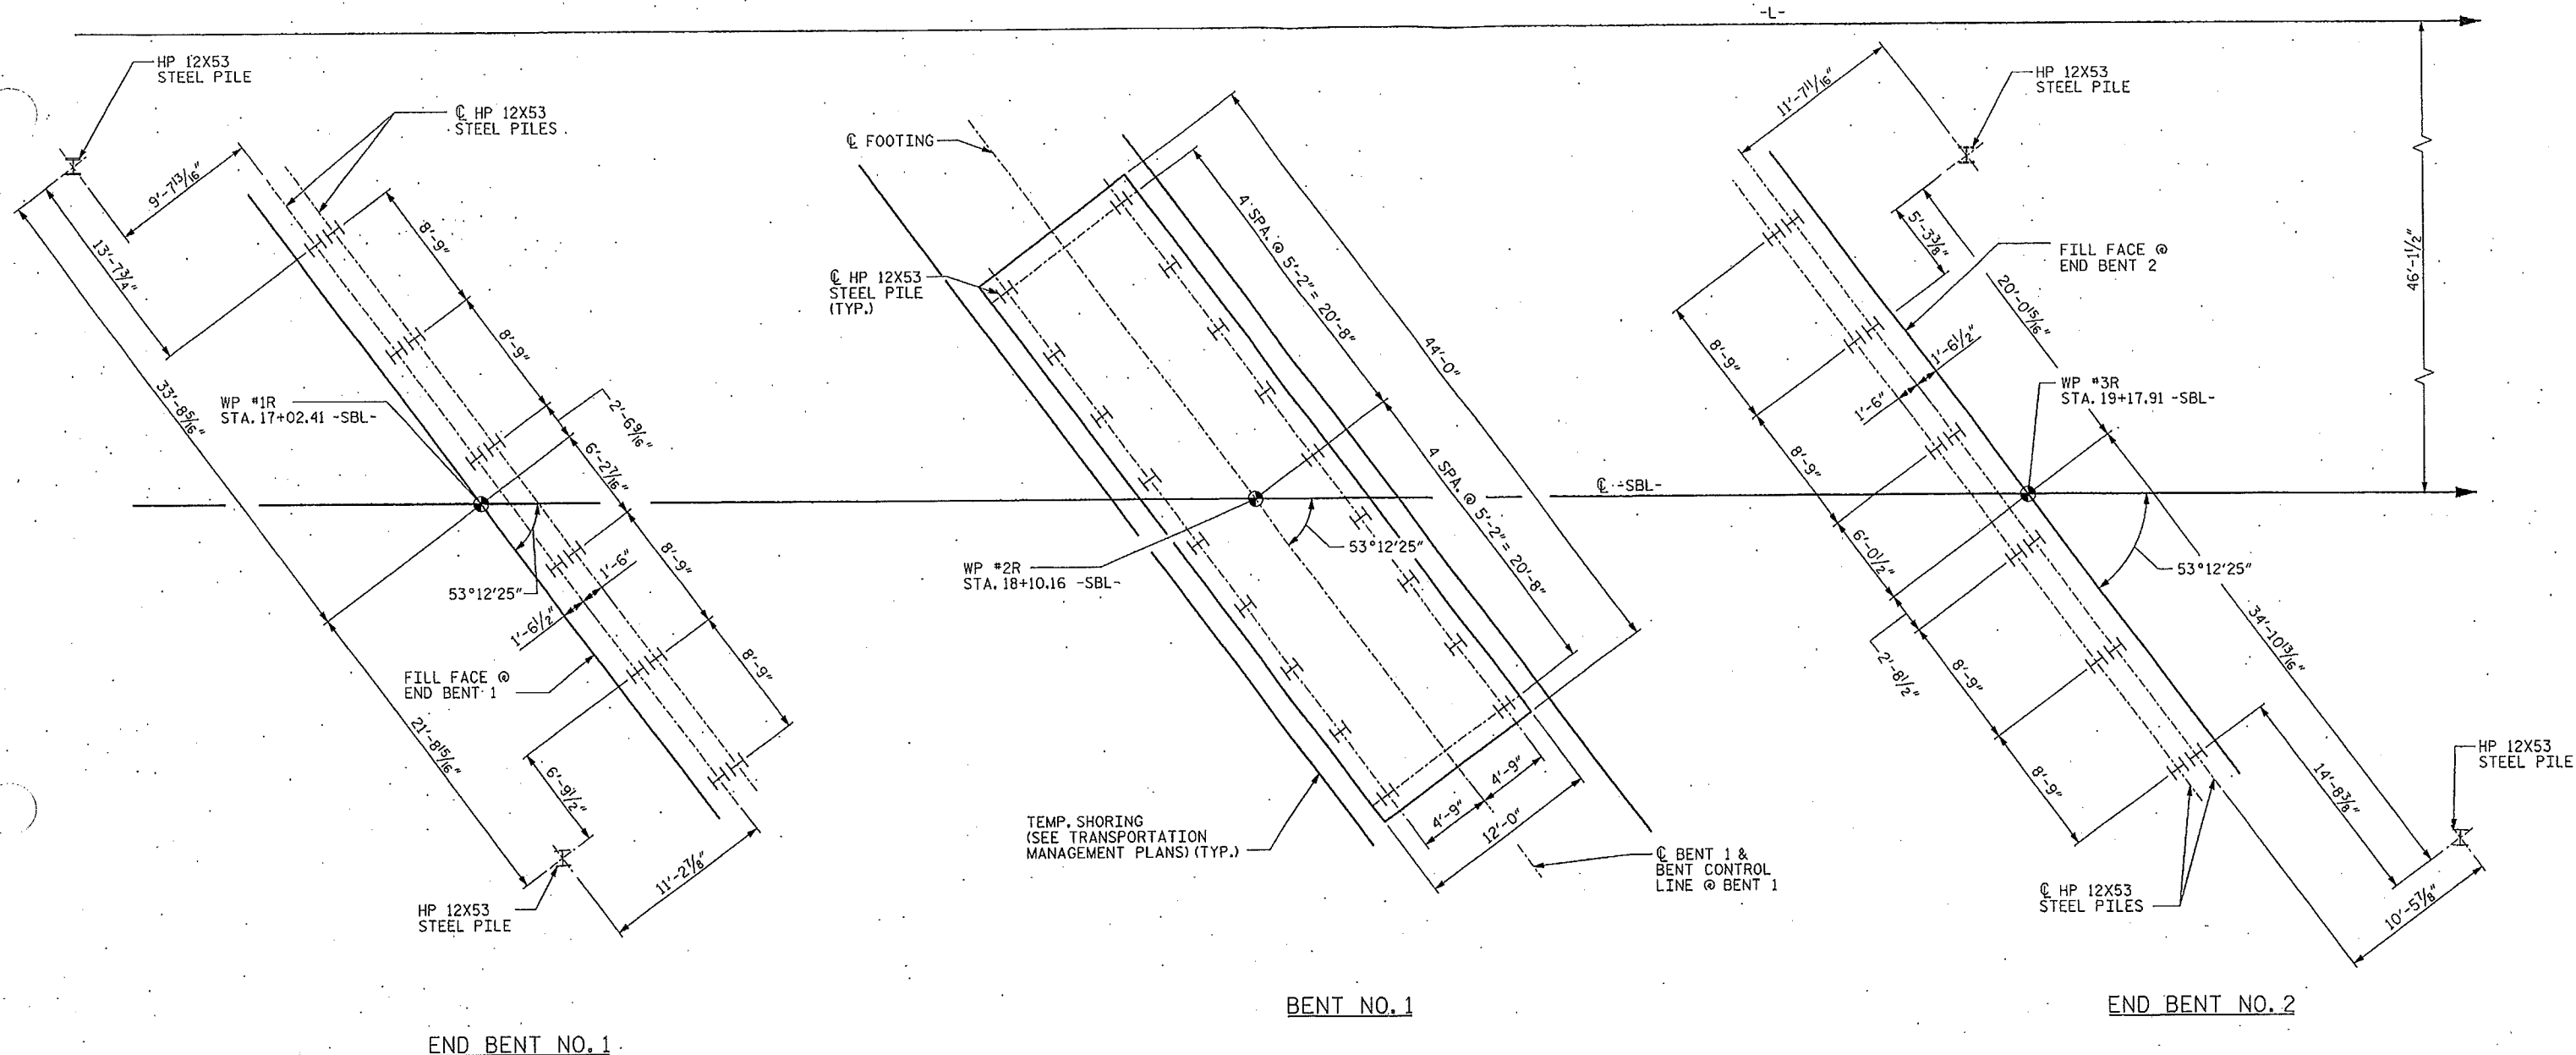 -L-
HP 12X53
STEEL PILE
℄ HP 12X53
STEEL PILES
9'-7 13/16"
13'-7 3/4"
33'-8 5/16"
21'-8 15/16"
8'-9"
8'-9"
2'-6 9/16"
6'-2 7/16"
8'-9"
8'-9"
WP #1R
STA. 17+02.41 -SBL-
53°12'25"
1'-6"
1'-6 1/2"
FILL FACE @
END BENT 1
6'-9 1/2"
11'-2 7/8"
HP 12X53
STEEL PILE
END BENT NO. 1
℄ FOOTING
℄ HP 12X53
STEEL PILE
(TYP.)
4 SPA. @ 5'-2" = 20'-8"
44'-0"
4 SPA. @ 5'-2" = 20'-8"
WP #2R
STA. 18+10.16 -SBL-
53°12'25"
TEMP. SHORING
(SEE TRANSPORTATION
MANAGEMENT PLANS) (TYP.)
4'-9"
4'-9"
12'-0"
℄ BENT 1 &
BENT CONTROL
LINE @ BENT 1
BENT NO. 1
℄ -SBL-
11'-7 11/16"
HP 12X53
STEEL PILE
5'-3 3/8"
FILL FACE @
END BENT 2
20'-0 15/16"
46'-1 1/2"
1'-6 1/2"
1'-6"
WP #3R
STA. 19+17.91 -SBL-
8'-9"
8'-9"
6'-0 1/2"
2'-8 1/2"
8'-9"
8'-9"
53°12'25"
34'-10 13/16"
14'-8 3/8"
HP 12X53
STEEL PILE
10'-5 7/8"
℄ HP 12X53
STEEL PILES
END BENT NO. 2